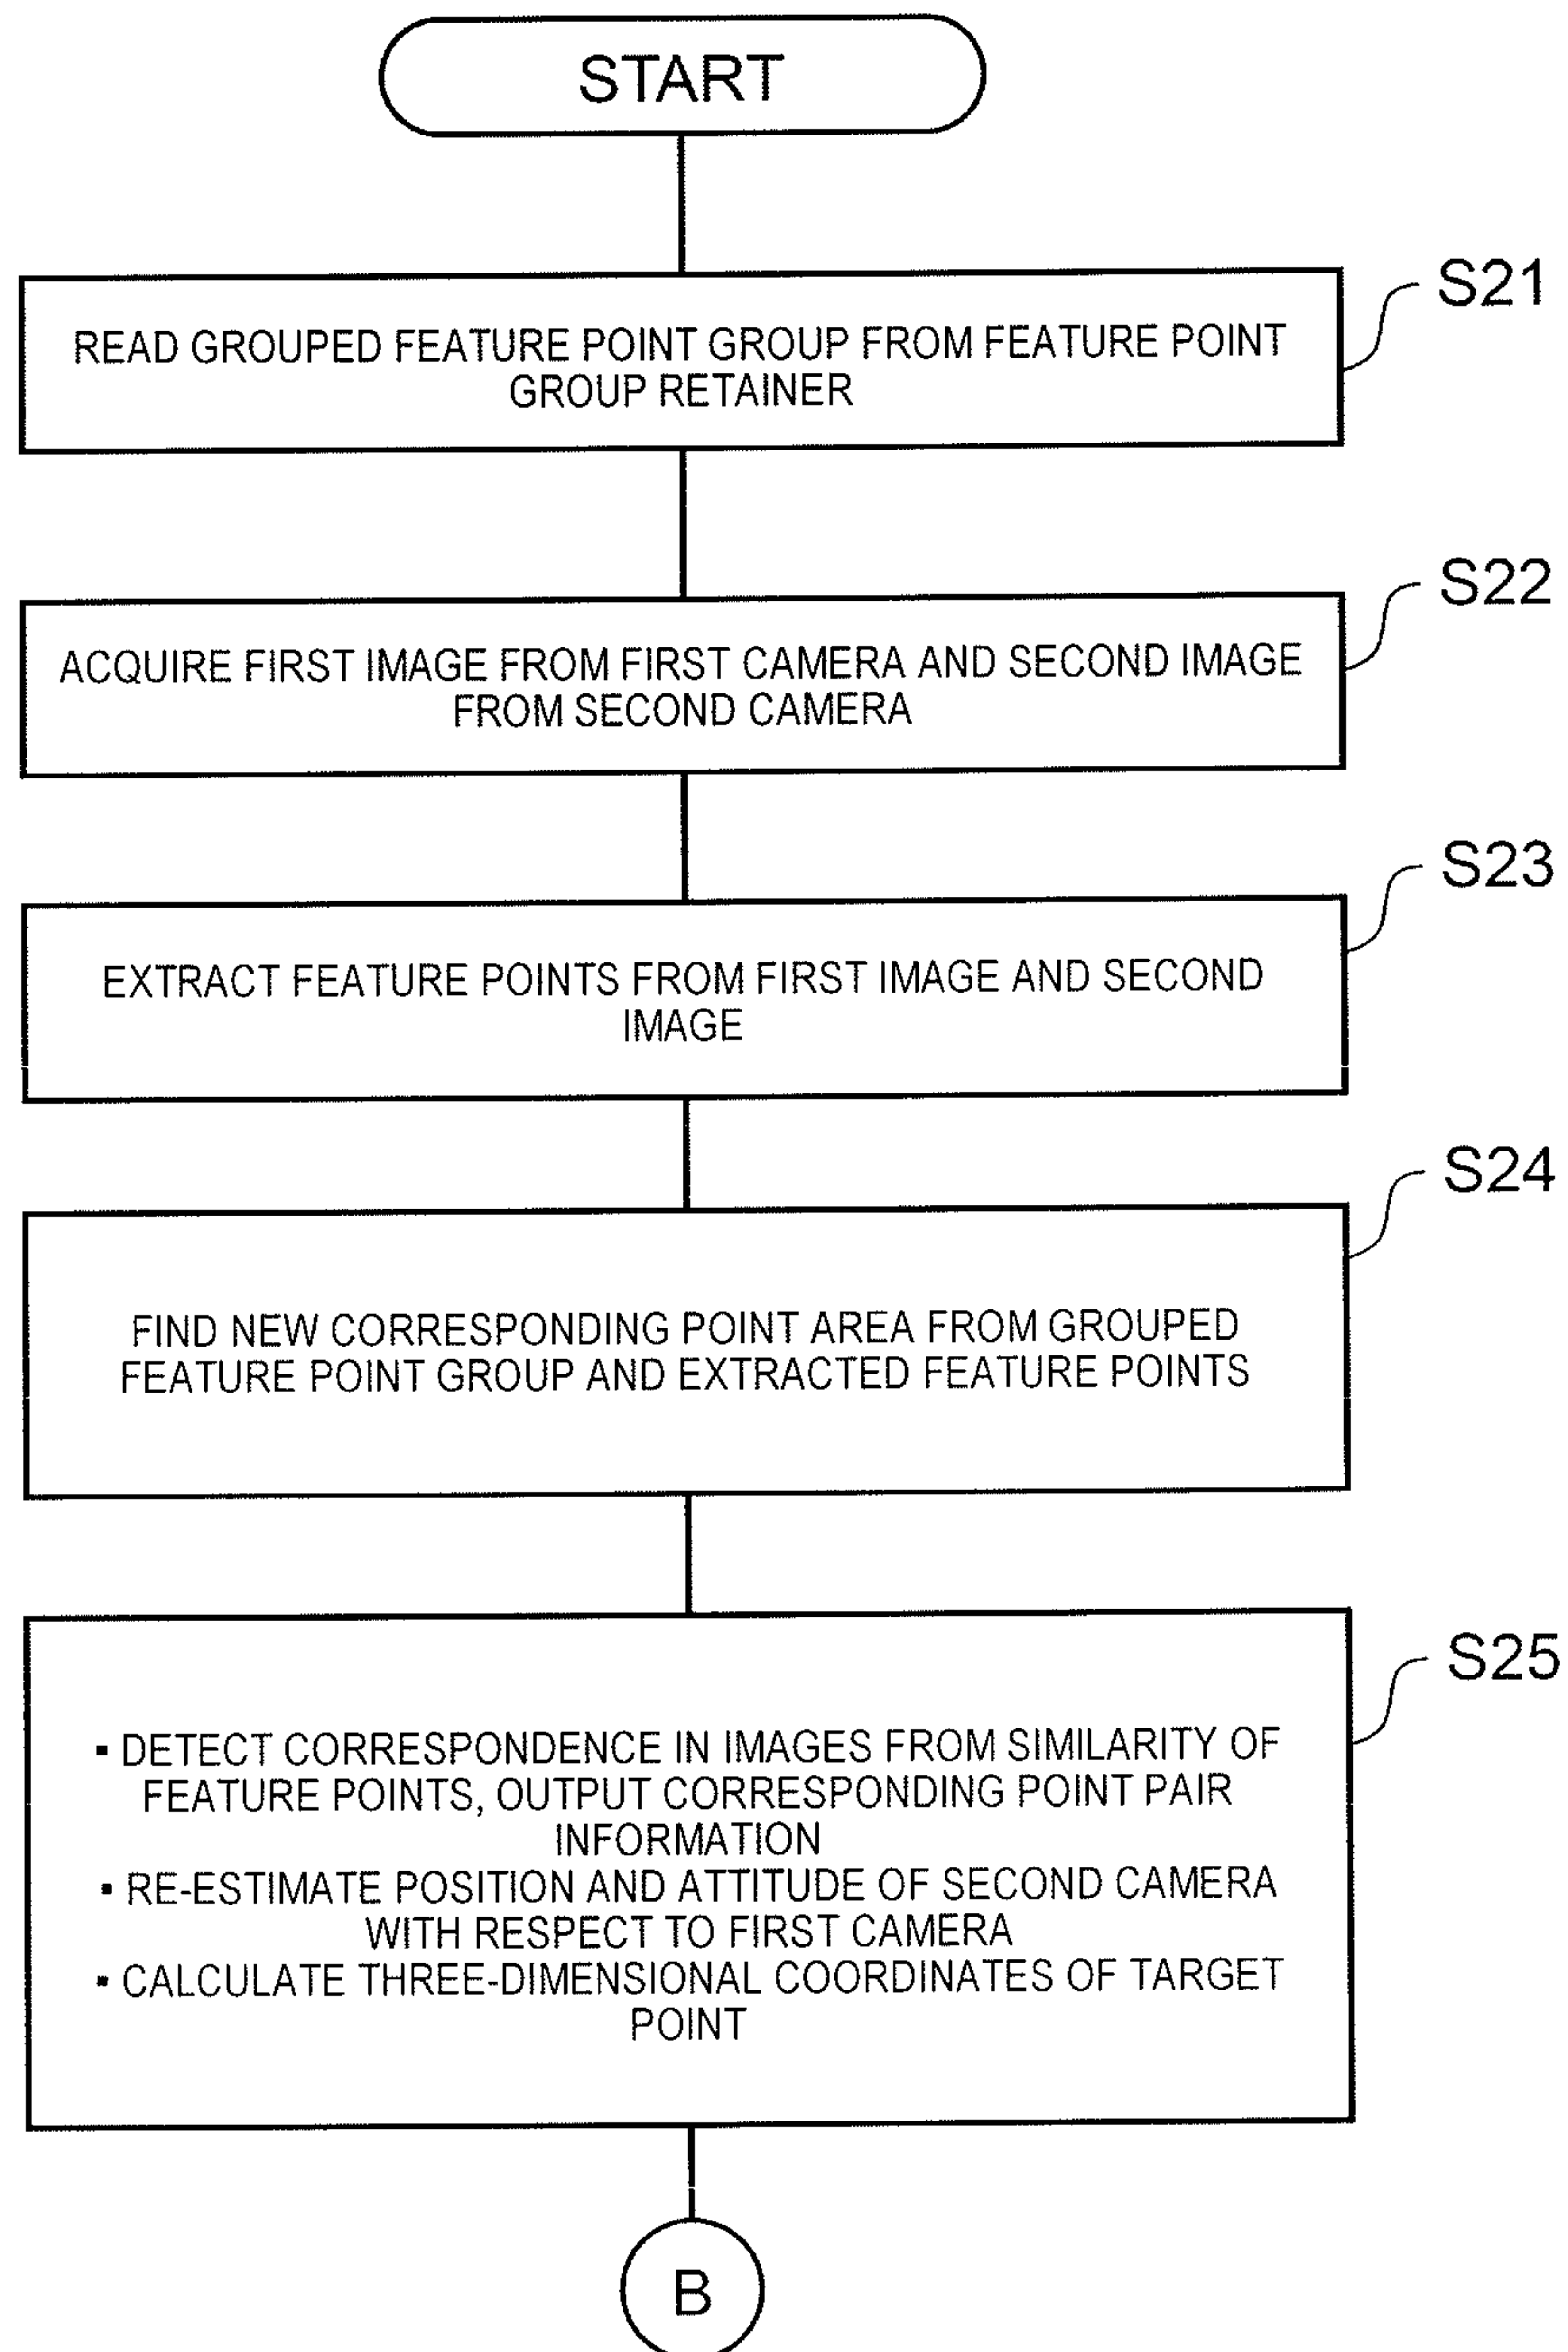 START
S21
READ GROUPED FEATURE POINT GROUP FROM FEATURE POINT
GROUP RETAINER
S22
ACQUIRE FIRST IMAGE FROM FIRST CAMERA AND SECOND IMAGE
FROM SECOND CAMERA
S23
EXTRACT FEATURE POINTS FROM FIRST IMAGE AND SECOND
IMAGE
S24
FIND NEW CORRESPONDING POINT AREA FROM GROUPED
FEATURE POINT GROUP AND EXTRACTED FEATURE POINTS
S25
▪ DETECT CORRESPONDENCE IN IMAGES FROM SIMILARITY OF
FEATURE POINTS, OUTPUT CORRESPONDING POINT PAIR
INFORMATION
▪ RE-ESTIMATE POSITION AND ATTITUDE OF SECOND CAMERA
WITH RESPECT TO FIRST CAMERA
▪ CALCULATE THREE-DIMENSIONAL COORDINATES OF TARGET
POINT
B